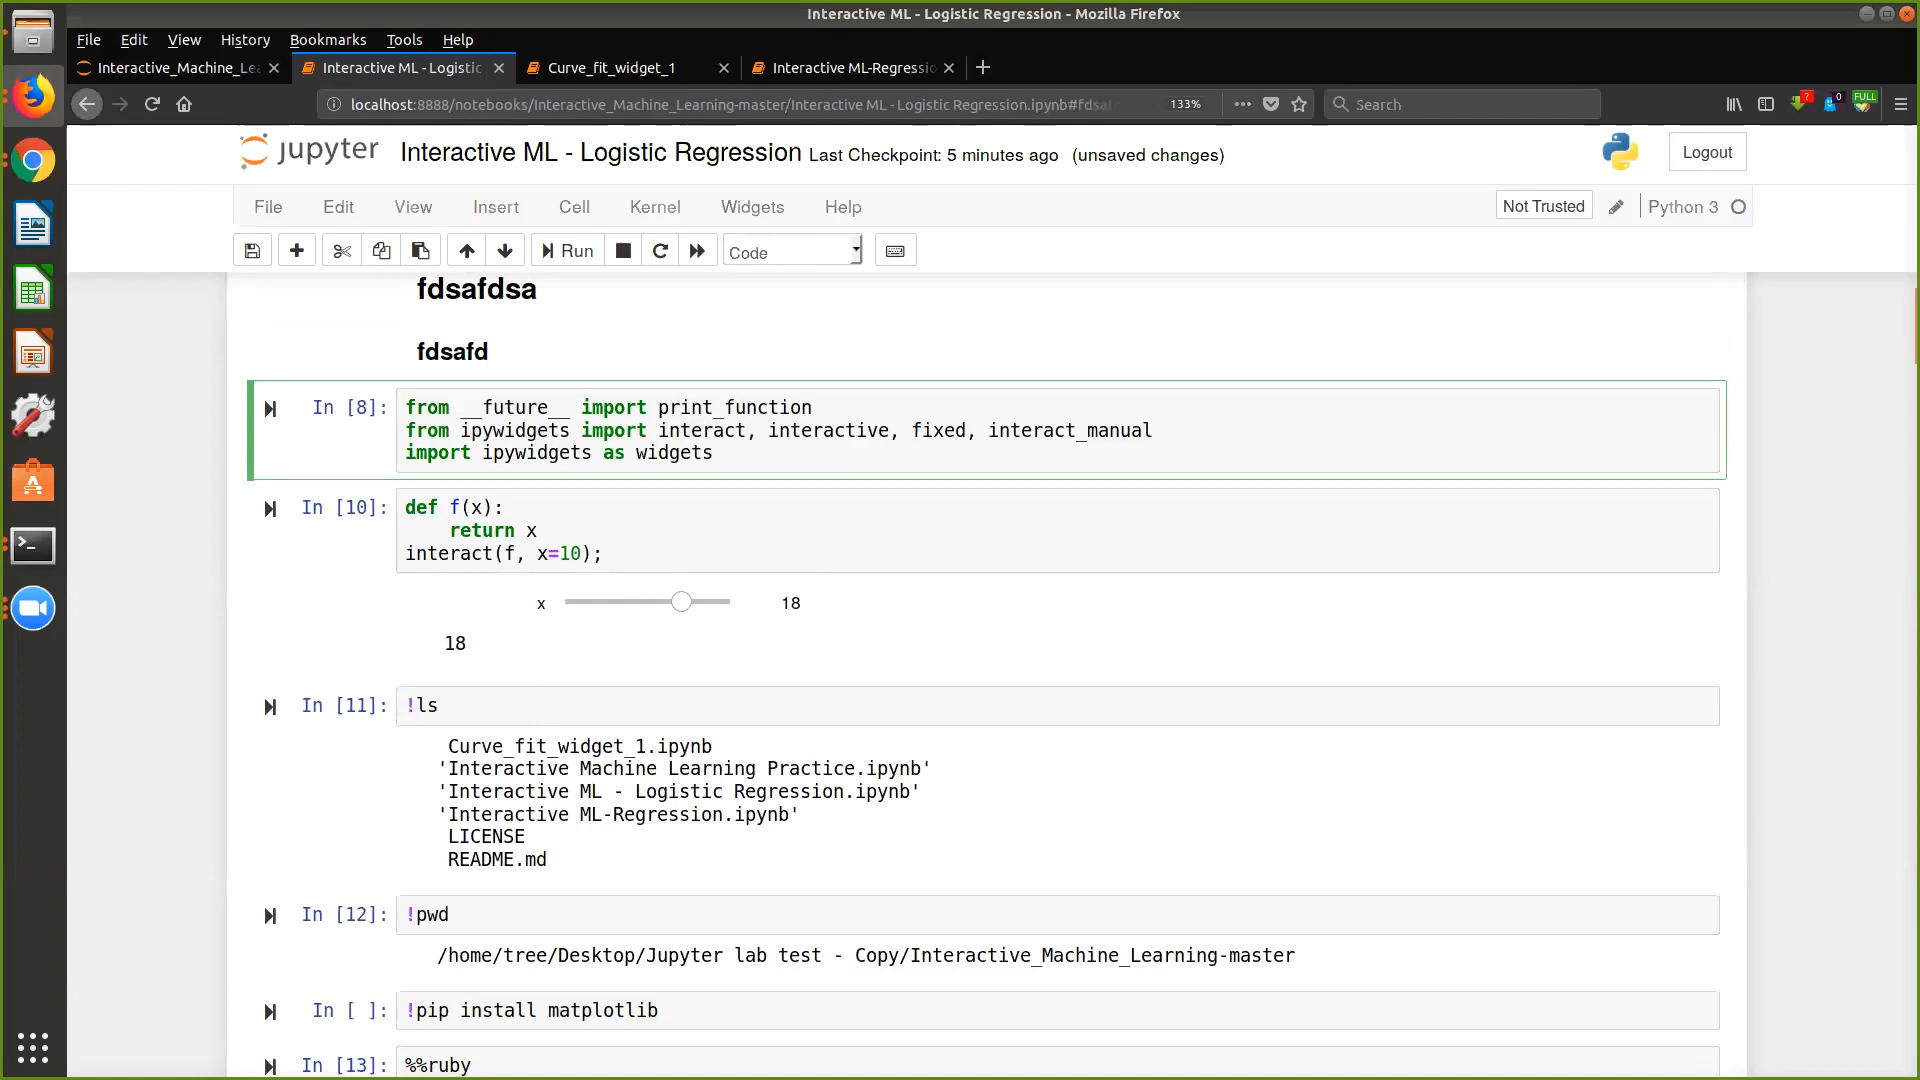 Interactive ML - Logistic Regression - Mozilla Firefox
File Edit View History Bookmarks Tools Help
Interactive_Machine_Le
Interactive ML - Logistic
Curve_fit_widget_1
Interactive ML-Regressio
localhost:8888/notebooks/Interactive_Machine_Learning-master/Interactive ML - Logistic Regression.ipynb#fdsa
133%
Search
? 0 FULL
jupyter Interactive ML - Logistic Regression Last Checkpoint: 5 minutes ago (unsaved changes)
Logout
File Edit View Insert Cell Kernel Widgets Help
Not Trusted Python 3
Run Code
fdsafdsa
fdsafd
In [8]: from __future__ import print_function
from ipywidgets import interact, interactive, fixed, interact_manual
import ipywidgets as widgets
In [10]: def f(x):
return x
interact(f, x=10);
x 18
18
In [11]: !ls
Curve_fit_widget_1.ipynb
'Interactive Machine Learning Practice.ipynb'
'Interactive ML - Logistic Regression.ipynb'
'Interactive ML-Regression.ipynb'
LICENSE
README.md
In [12]: !pwd
/home/tree/Desktop/Jupyter lab test - Copy/Interactive_Machine_Learning-master
In [ ]: !pip install matplotlib
In [13]: %%ruby